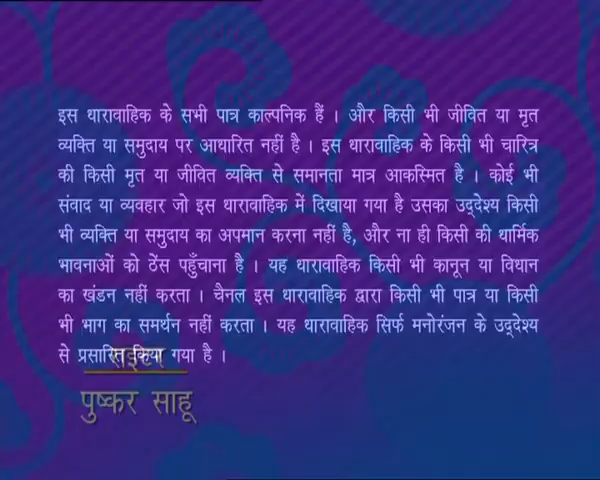 इस धारावाहिक के सभी पात्र काल्पनिक हैं । और किसी भी जीवित या मृत
व्यक्ति या समुदाय पर आधारित नहीं है । इस धारावाहिक के किसी भी चारित्र
की किसी मृत या जीवित व्यक्ति से समानता मात्र आकस्मित है । कोई भी
संवाद या व्यवहार जो इस धारावाहिक में दिखाया गया है उसका उद्देश्य किसी
भी व्यक्ति या समुदाय का अपमान करना नहीं है, और ना ही किसी की धार्मिक
भावनाओं को ठेंस पहुँचाना है । यह धारावाहिक किसी भी कानून या विधान
का खंडन नहीं करता । चैनल इस धारावाहिक द्वारा किसी भी पात्र या किसी
भी भाग का समर्थन नहीं करता । यह धारावाहिक सिर्फ मनोरंजन के उद्देश्य
से प्रसारित किया गया है ।
पुष्कर साहू